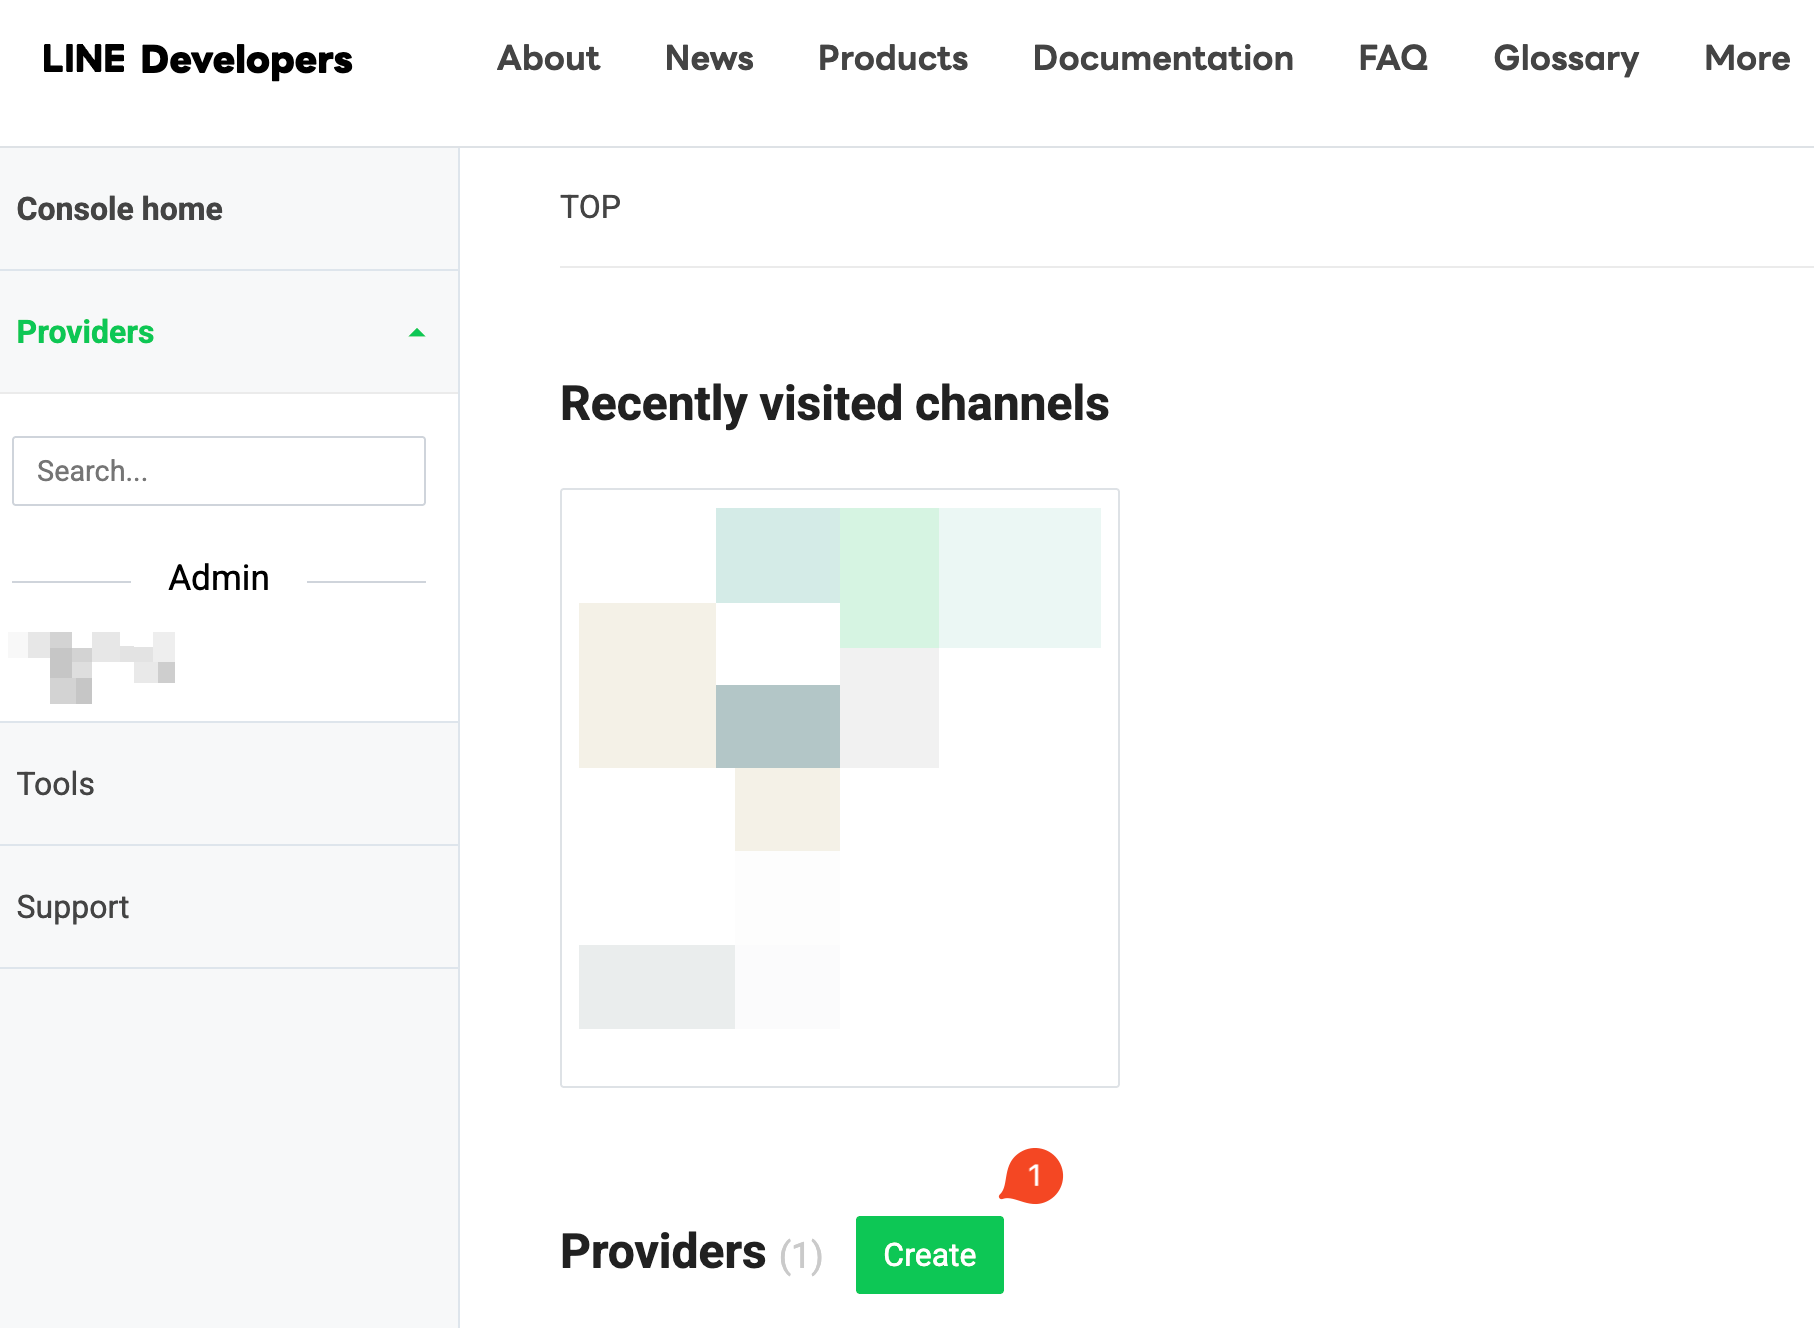 LINE Developers About News Products Documentation FAQ Glossary More
Console home
Providers
Search...
Admin
Tools
Support
TOP
Recently visited channels
1
Providers (1) Create